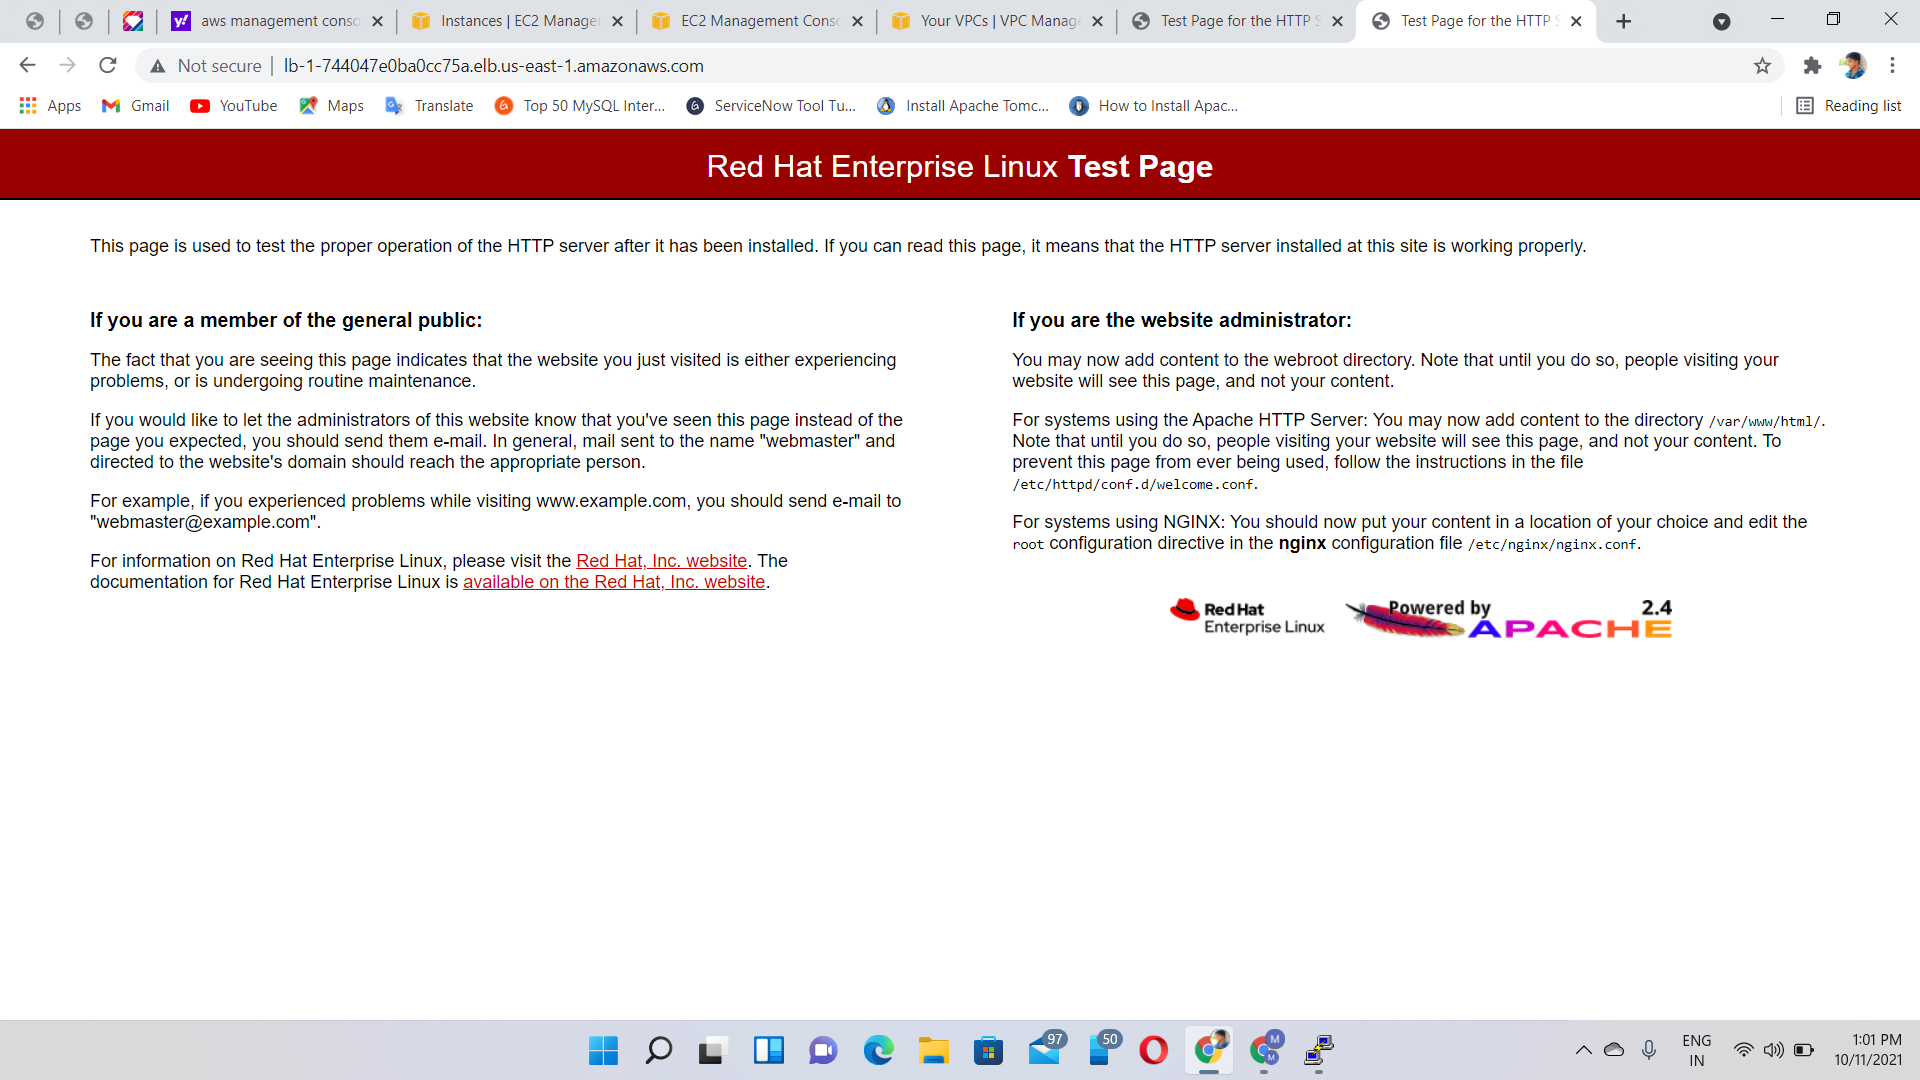 aws management conso
Instances | EC2 Manage
EC2 Management Conso
Your VPCs | VPC Manage
Test Page for the HTTP S
Test Page for the HTTP S
Not secure
lb-1-744047e0ba0cc75a.elb.us-east-1.amazonaws.com
Apps
Gmail
YouTube
Maps
Translate
Top 50 MySQL Inter...
ServiceNow Tool Tu...
Install Apache Tomc...
How to Install Apac...
Reading list
Red Hat Enterprise Linux Test Page
This page is used to test the proper operation of the HTTP server after it has been installed. If you can read this page, it means that the HTTP server installed at this site is working properly.
If you are a member of the general public:
The fact that you are seeing this page indicates that the website you just visited is either experiencing
problems, or is undergoing routine maintenance.
If you would like to let the administrators of this website know that you've seen this page instead of the
page you expected, you should send them e-mail. In general, mail sent to the name "webmaster" and
directed to the website's domain should reach the appropriate person.
For example, if you experienced problems while visiting www.example.com, you should send e-mail to
"webmaster@example.com".
For information on Red Hat Enterprise Linux, please visit the Red Hat, Inc. website. The
documentation for Red Hat Enterprise Linux is available on the Red Hat, Inc. website.
If you are the website administrator:
You may now add content to the webroot directory. Note that until you do so, people visiting your
website will see this page, and not your content.
For systems using the Apache HTTP Server: You may now add content to the directory /var/www/html/.
Note that until you do so, people visiting your website will see this page, and not your content. To
prevent this page from ever being used, follow the instructions in the file
/etc/httpd/conf.d/welcome.conf.
For systems using NGINX: You should now put your content in a location of your choice and edit the
root configuration directive in the nginx configuration file /etc/nginx/nginx.conf.
Red Hat
Enterprise Linux
Powered by
APACHE
2.4
97
50
M
M
ENG
IN
1:01 PM
10/11/2021